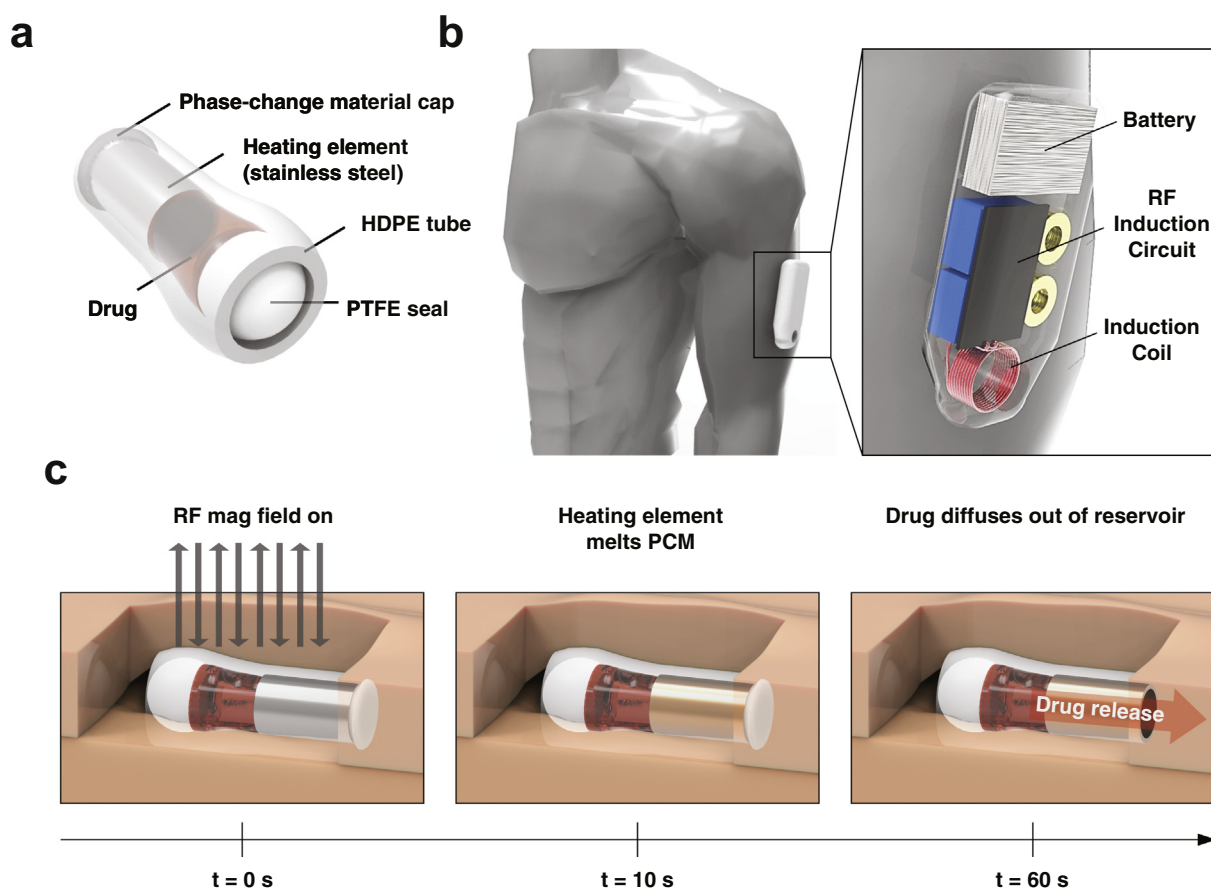 a
Phase-change material cap
Heating element
(stainless steel)
HDPE tube
Drug
PTFE seal
b
Battery
RF
Induction
Circuit
Induction
Coil
c
RF mag field on
Heating element
melts PCM
Drug diffuses out of reservoir
Drug release
t = 0 s
t = 10 s
t = 60 s